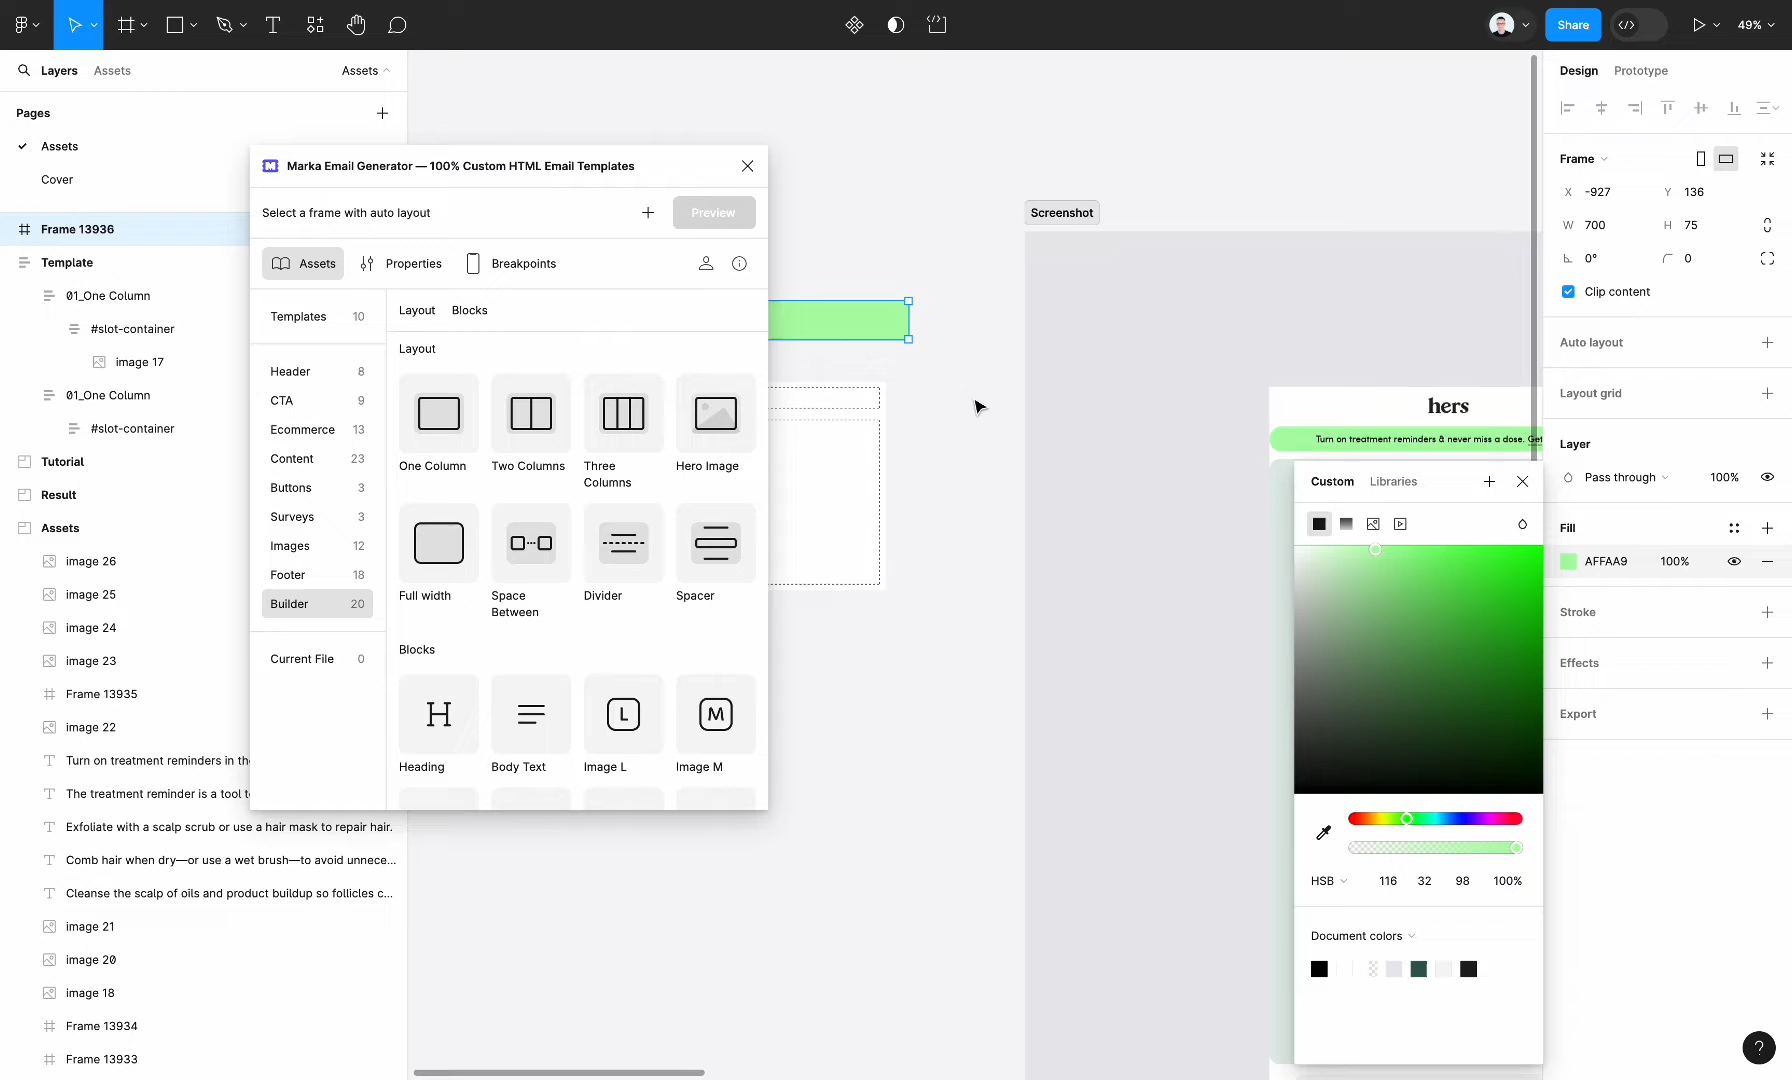 Share
49%
Layers
Assets
Assets
Pages
Assets
Cover
Frame 13936
Template
01_One Column
#slot-container
image 17
01_One Column
#slot-container
Tutorial
Result
Assets
image 26
image 25
image 24
image 23
Frame 13935
image 22
Turn on treatment reminders in the
The treatment reminder is a tool t
Exfoliate with a scalp scrub or use a hair mask to repair hair.
Comb hair when dry—or use a wet brush—to avoid unnece...
Cleanse the scalp of oils and product buildup so follicles c...
image 21
image 20
image 18
Frame 13934
Frame 13933
Marka Email Generator — 100% Custom HTML Email Templates
Select a frame with auto layout
Preview
Assets
Properties
Breakpoints
Templates 10
Header 8
CTA 9
Ecommerce 13
Content 23
Buttons 3
Surveys 3
Images 12
Footer 18
Builder 20
Current File 0
Layout
Blocks
Layout
One Column
Two Columns
Three
Columns
Hero Image
Full width
Space
Between
Divider
Spacer
Blocks
H
L
M
Heading
Body Text
Image L
Image M
Screenshot
hers
Turn on treatment reminders & never miss a dose. Get
Custom
Libraries
HSB
116
32
98
100%
Document colors
Design
Prototype
Frame
X -927
Y 136
W 700
H 75
0°
0
Clip content
Auto layout
Layout grid
Layer
Pass through
100%
Fill
AFFAA9
100%
Stroke
Effects
Export
?